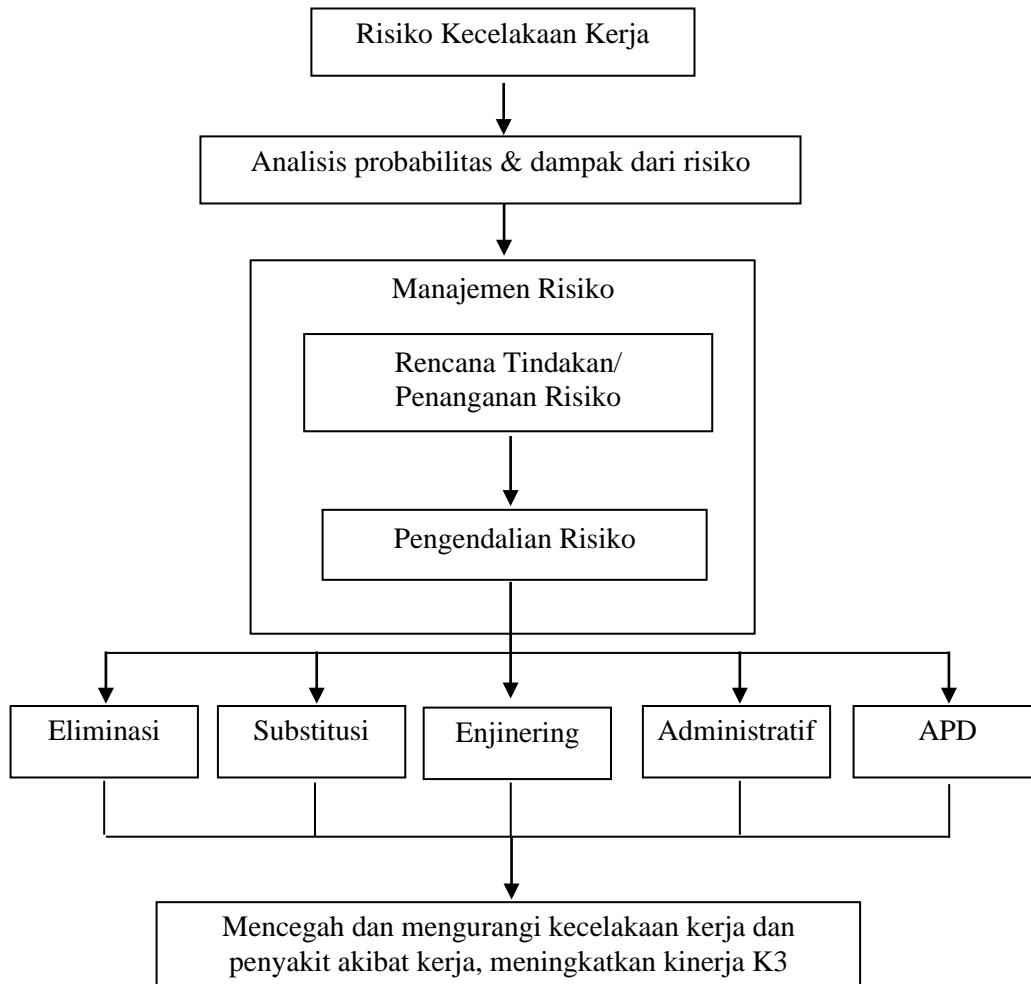 Risiko Kecelakaan Kerja
Analisis probabilitas & dampak dari risiko
Manajemen Risiko
Rencana Tindakan/
Penanganan Risiko
Pengendalian Risiko
Eliminasi
Substitusi
Enjinering
Administratif
APD
Mencegah dan mengurangi kecelakaan kerja dan
penyakit akibat kerja, meningkatkan kinerja K3